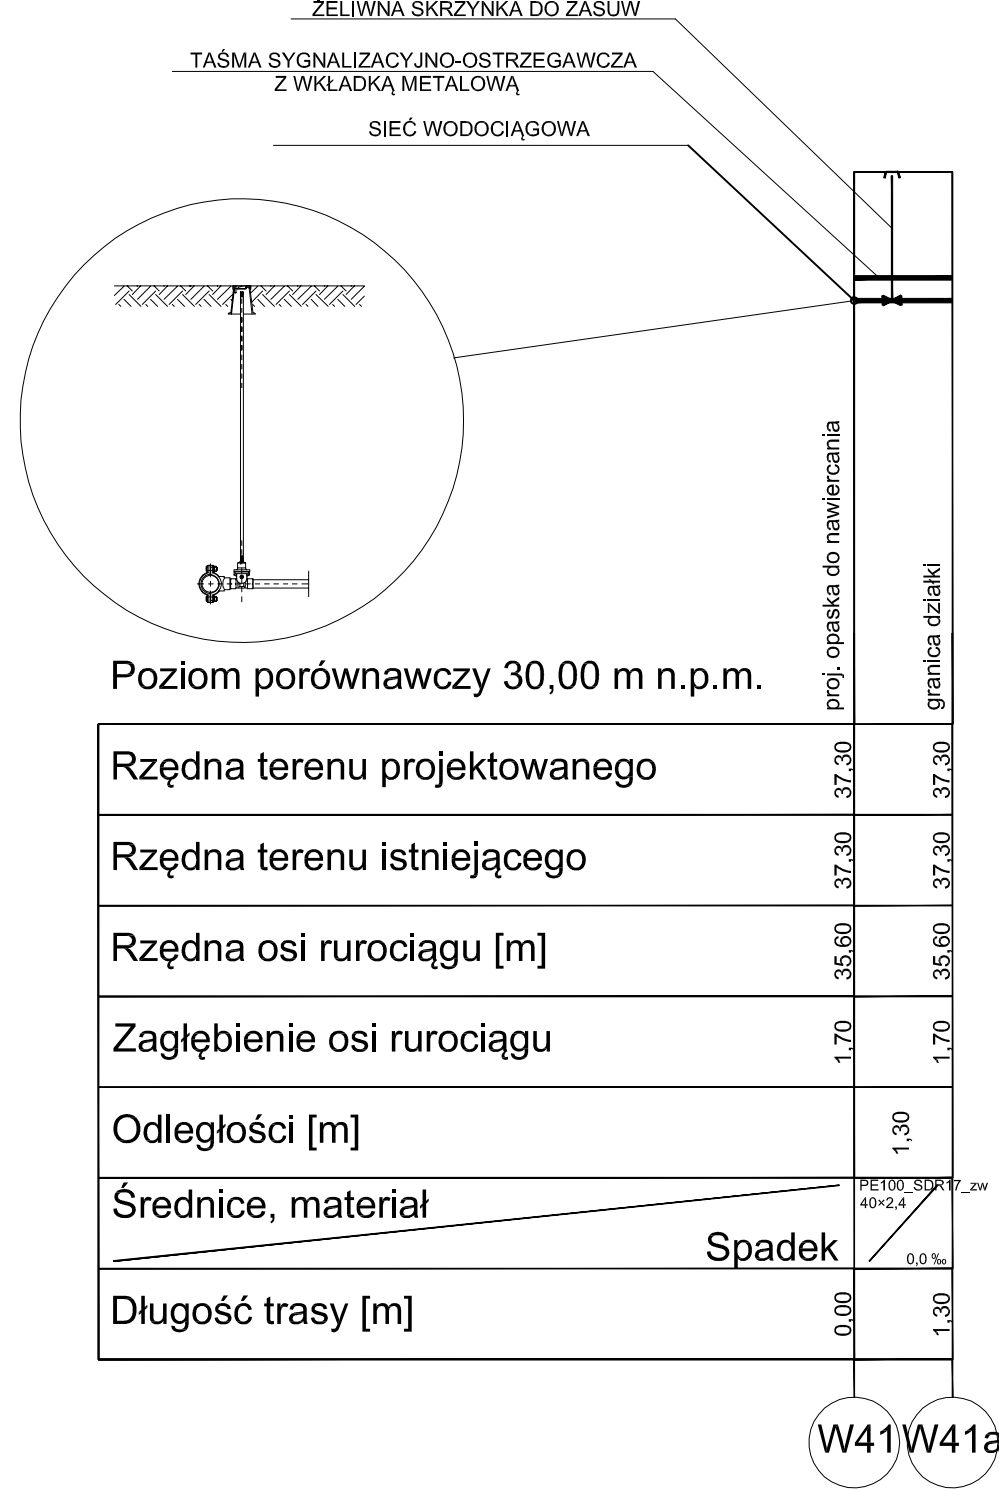 ŻELIWNA SKRZYNKA DO ZASUW
TAŚMA SYGNALIZACYJNO-OSTRZEGAWCZA
Z WKŁADKĄ METALOWĄ
SIEĆ WODOCIĄGOWA
proj. opaska do nawiercania
granica działki
Poziom porównawczy 30,00 m n.p.m.
Rzędna terenu projektowanego 37,30 37,30
Rzędna terenu istniejącego 37,30 37,30
Rzędna osi rurociągu [m] 35,60 35,60
Zagłębienie osi rurociągu 1,70 1,70
Odległości [m] 1,30
Średnice, materiał PE100_SDR17_zw
40×2,4
Spadek 0,0 ‰
Długość trasy [m] 0,00 1,30
W41 W41a